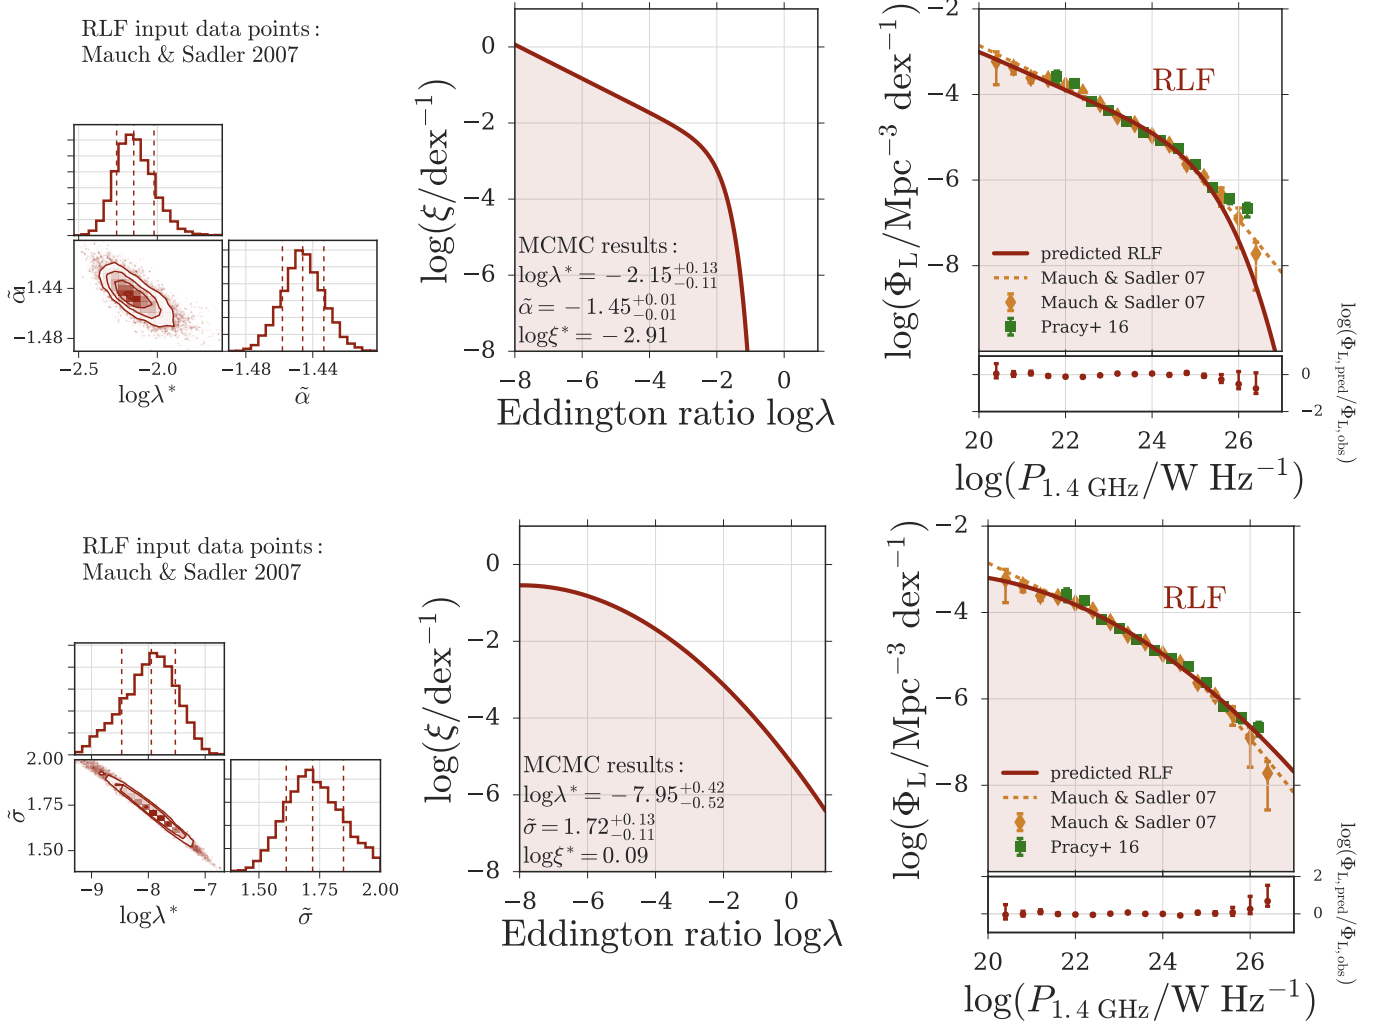 RLF input data points:
Mauch & Sadler 2007
−1.44
−1.48
α̃
−2.5 −2.0
logλ*
−1.48 −1.44
α̃
0
−2
−4
−6
−8
log(ξ/dex⁻¹)
MCMC results:
logλ* = −2.15 +0.13 −0.11
α̃ = −1.45 +0.01 −0.01
logξ* = −2.91
−8 −6 −4 −2 0
Eddington ratio logλ
−2
−4
−6
−8
log(Φ_L/Mpc⁻³ dex⁻¹)
RLF
predicted RLF
Mauch & Sadler 07
Mauch & Sadler 07
Pracy+ 16
0
−2
log(Φ_L,pred/Φ_L,obs)
20 22 24 26
log(P_1.4 GHz/W Hz⁻¹)
RLF input data points:
Mauch & Sadler 2007
2.00
1.75
1.50
σ̃
−9 −8 −7
logλ*
1.50 1.75 2.00
σ̃
0
−2
−4
−6
−8
log(ξ/dex⁻¹)
MCMC results:
logλ* = −7.95 +0.42 −0.52
σ̃ = 1.72 +0.13 −0.11
logξ* = 0.09
−8 −6 −4 −2 0
Eddington ratio logλ
−2
−4
−6
−8
log(Φ_L/Mpc⁻³ dex⁻¹)
RLF
predicted RLF
Mauch & Sadler 07
Mauch & Sadler 07
Pracy+ 16
2
0
log(Φ_L,pred/Φ_L,obs)
20 22 24 26
log(P_1.4 GHz/W Hz⁻¹)